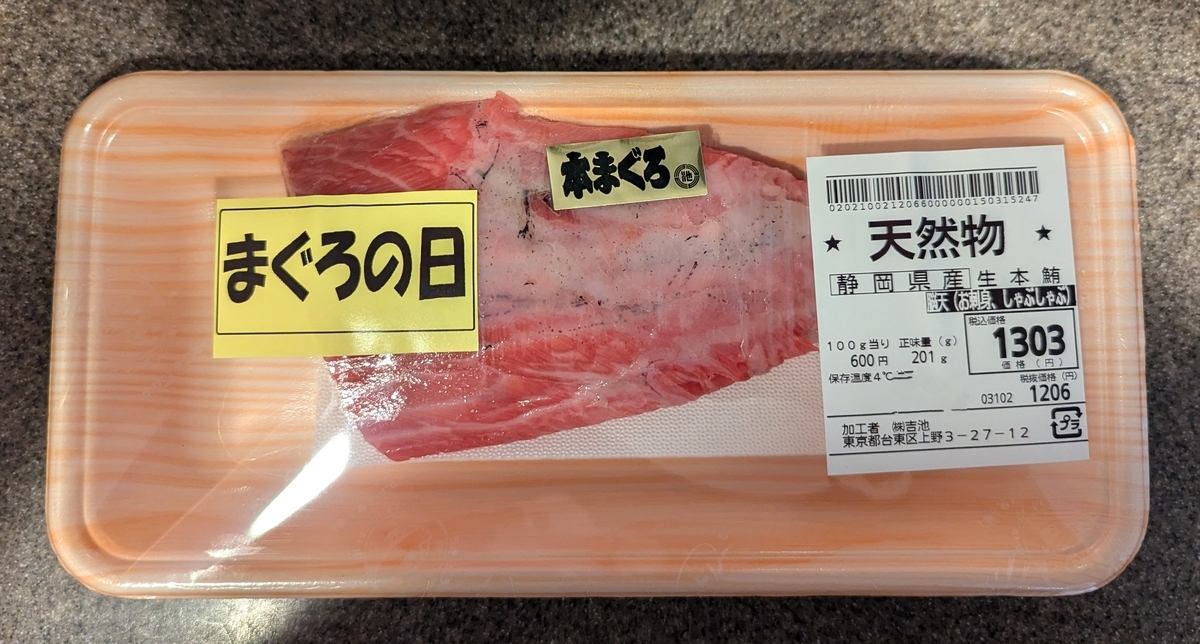 まぐろの日
本まぐろ
0202100212066000000150315247
★ 天然物 ★
静岡県産生本鮪
脳天(お刺身、しゃぶしゃぶ)
100g当り 正味量(g)
600円 201g
保存温度4℃
税込価格
1303
価格(円)
税抜価格(円)
03102 1206
加工者 ㈱吉池
東京都台東区上野3-27-12
プラ